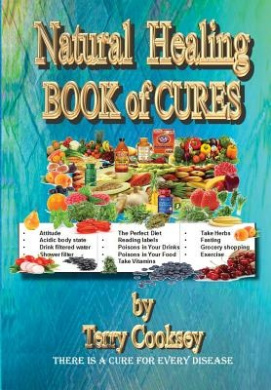 Natural Healing
BOOK of CURES
• Attitude
• Acidic body state
• Drink filtered water
• Shower filter
• The Perfect Diet
• Reading labels
• Poisons in Your Drinks
• Poisons in Your Food
• Take Vitamins
• Take Herbs
• Fasting
• Grocery shopping
• Exercise
by
Terry Cooksey
THERE IS A CURE FOR EVERY DISEASE